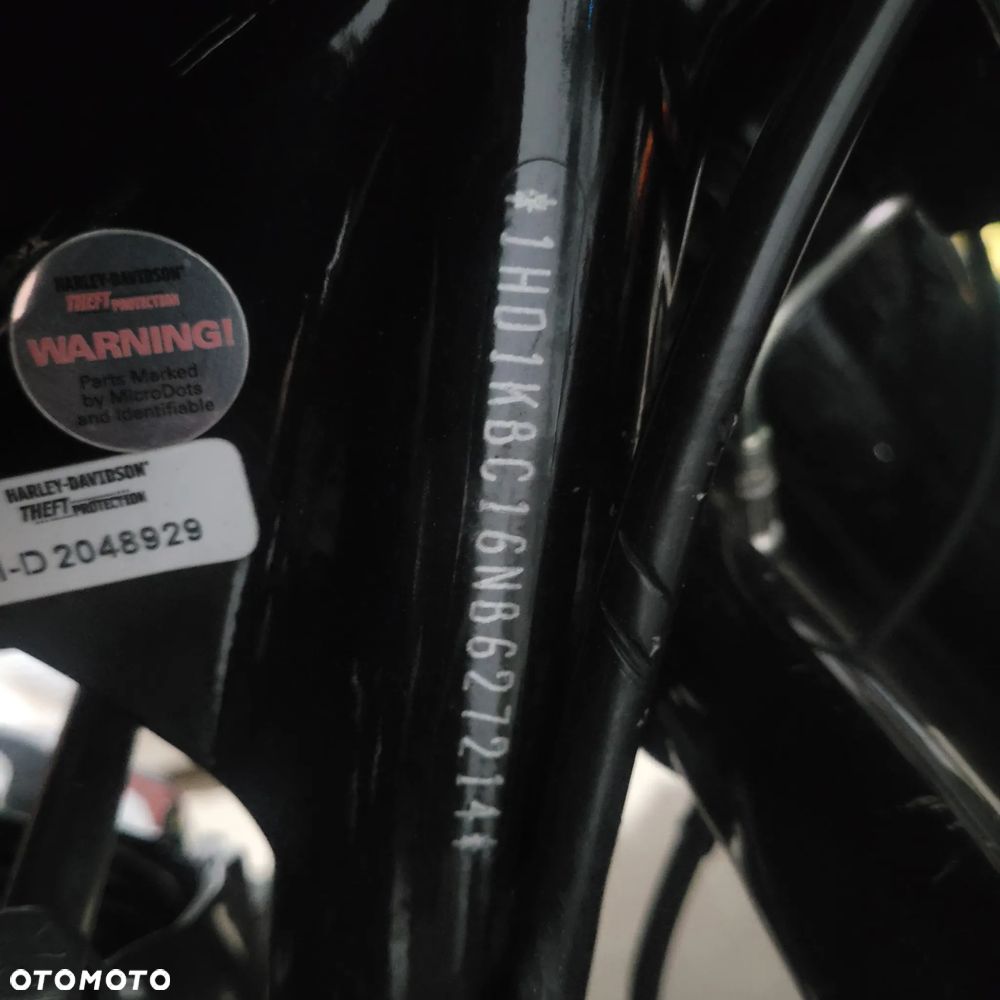 HARLEY-DAVIDSON
THEFT PROTECTION
WARNING!
Parts Marked
by MicroDots
and Identifiable
HARLEY-DAVIDSON
THEFT PROTECTION
H-D 2048929
1HD1KBC16NB627214
OTOMOTO